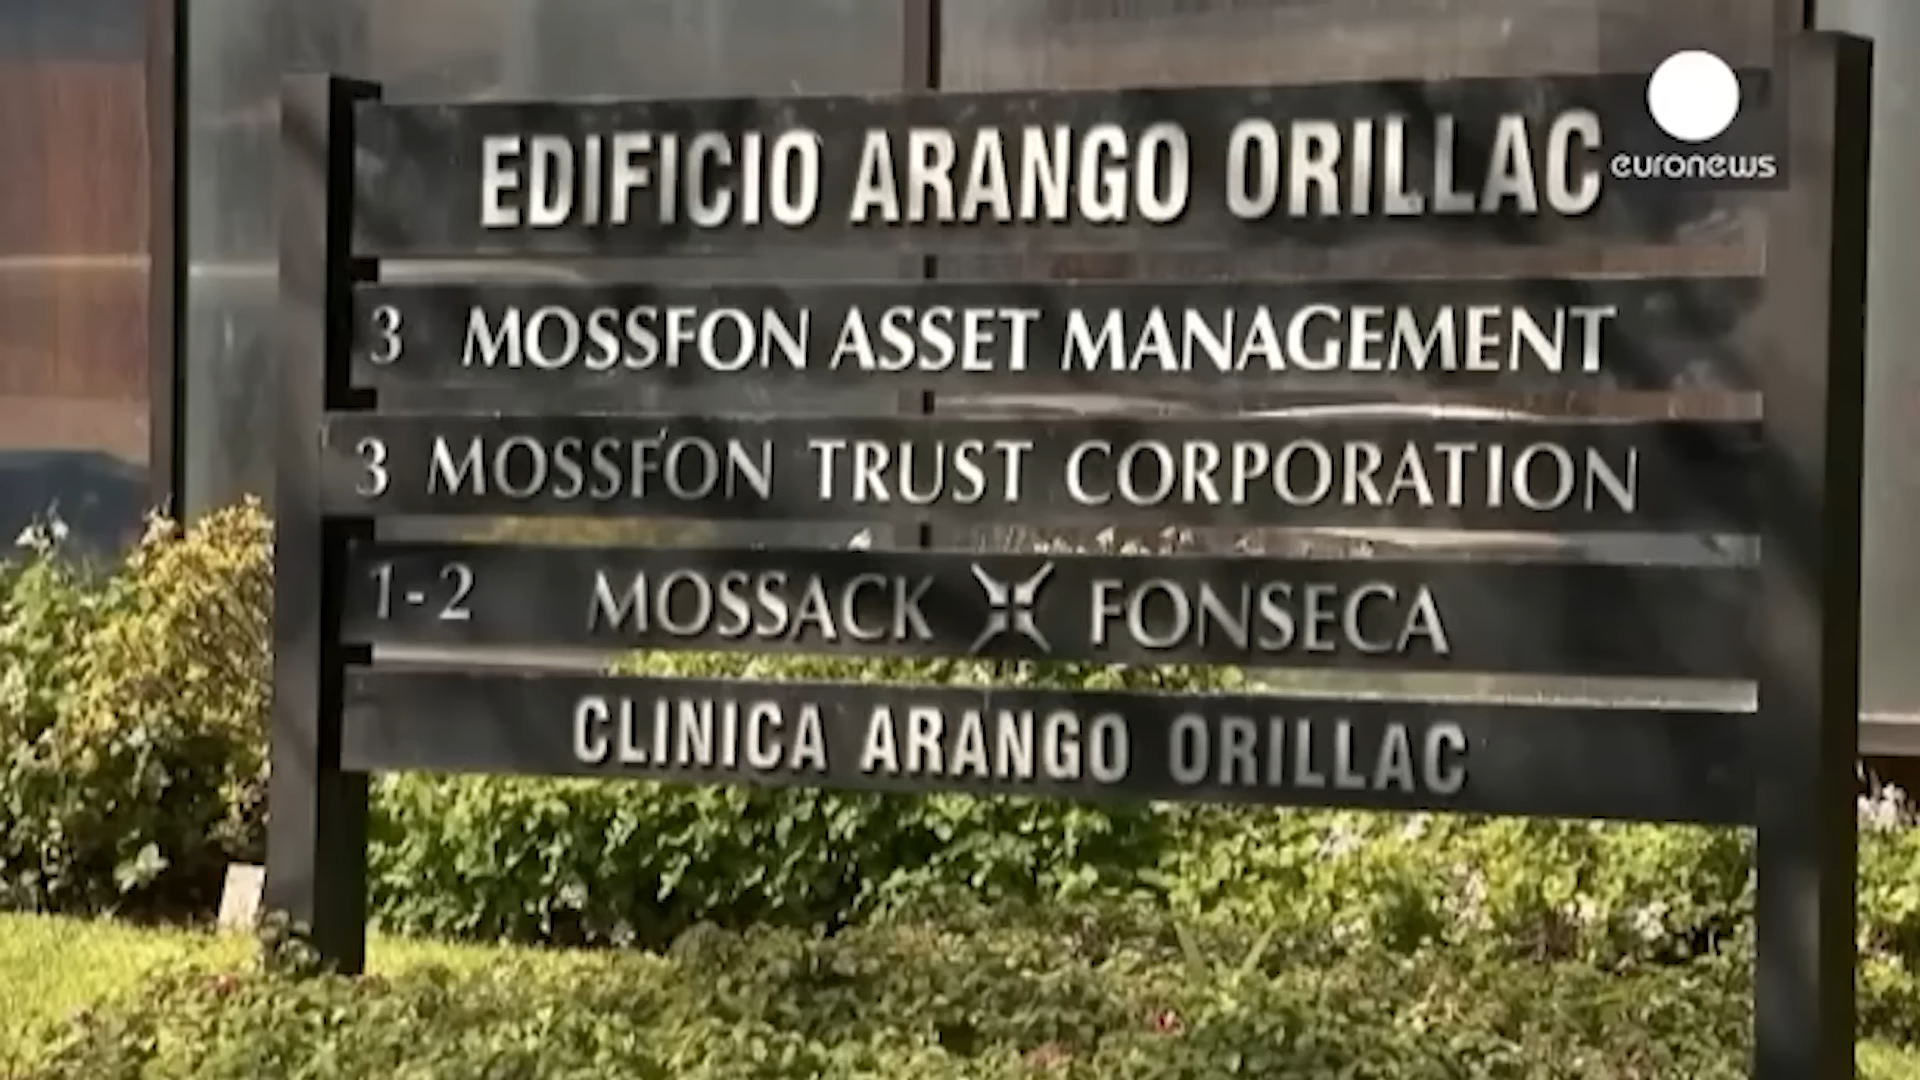 EDIFICIO ARANGO ORILLAC
euronews
3 MOSSFON ASSET MANAGEMENT
3 MOSSFON TRUST CORPORATION
1-2 MOSSACK FONSECA
CLINICA ARANGO ORILLAC